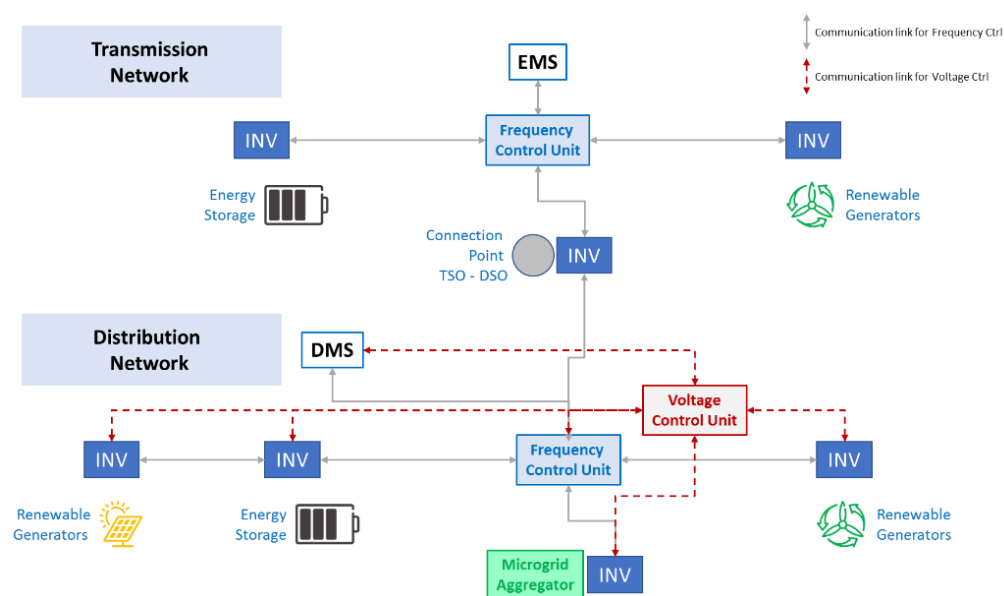 Transmission
Network
Communication link for Frequency Ctrl
EMS
Communication link for Voltage Ctrl
INV
Frequency
Control Unit
INV
Energy
Storage
Renewable
Generators
Connection
Point
TSO - DSO
INV
Distribution
Network
DMS
Voltage
Control Unit
INV
INV
Frequency
Control Unit
INV
Renewable
Generators
Energy
Storage
Renewable
Generators
Microgrid
Aggregator
INV